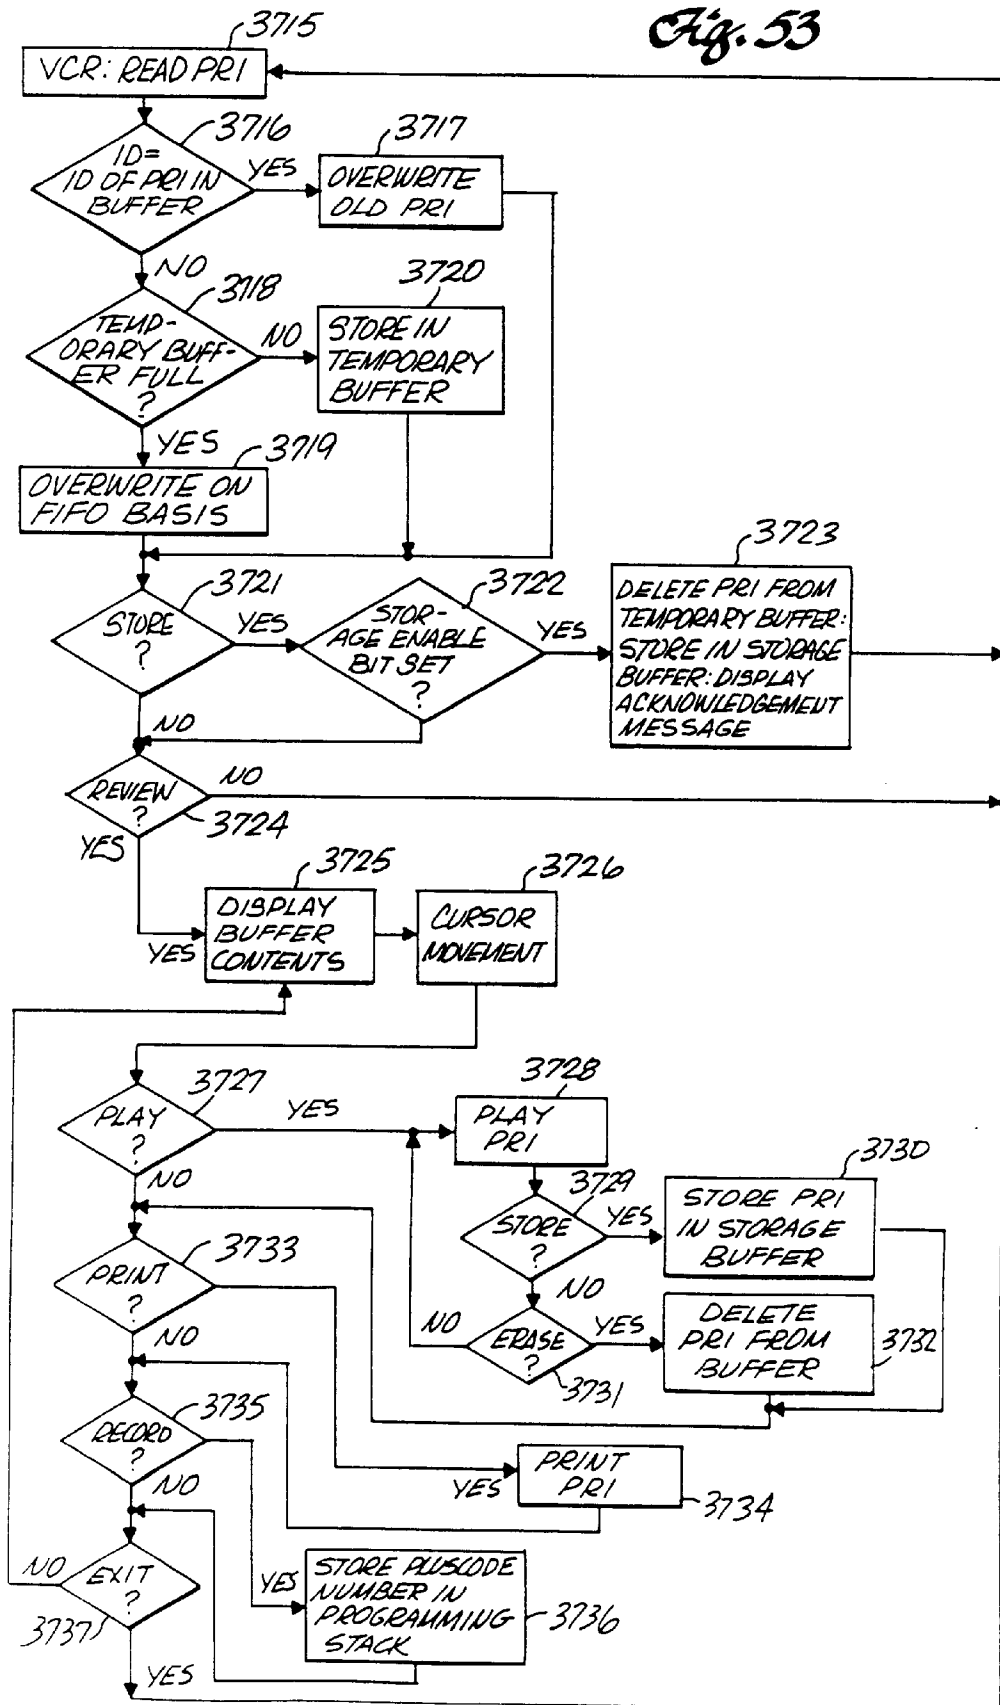 Fig. 53
3715
VCR: READ PRI
3716
ID=
ID OF PRI IN
BUFFER
YES
3717
OVERWRITE
OLD PRI
NO
3718
TEMP-
ORARY BUFF-
ER FULL
?
NO
3720
STORE IN
TEMPORARY
BUFFER
YES
3719
OVERWRITE ON
FIFO BASIS
3721
STORE
?
YES
3722
STOR-
AGE ENABLE
BIT SET
?
YES
3723
DELETE PRI FROM
TEMPORARY BUFFER:
STORE IN STORAGE
BUFFER: DISPLAY
ACKNOWLEDGEMENT
MESSAGE
NO
REVIEW
?
NO
3724
YES
3725
DISPLAY
BUFFER
CONTENTS
YES
3726
CURSOR
MOVEMENT
3727
PLAY
?
YES
3728
PLAY
PRI
NO
3729
STORE
?
YES
3730
STORE PRI
IN STORAGE
BUFFER
3733
PRINT
?
NO
NO
ERASE
?
YES
3731
DELETE
PRI FROM
BUFFER
3732
NO
3735
RECORD
?
YES
PRINT
PRI
3734
NO
EXIT
?
NO
3737
YES
STORE PLUSCODE
NUMBER IN
PROGRAMMING
STACK
3736
YES